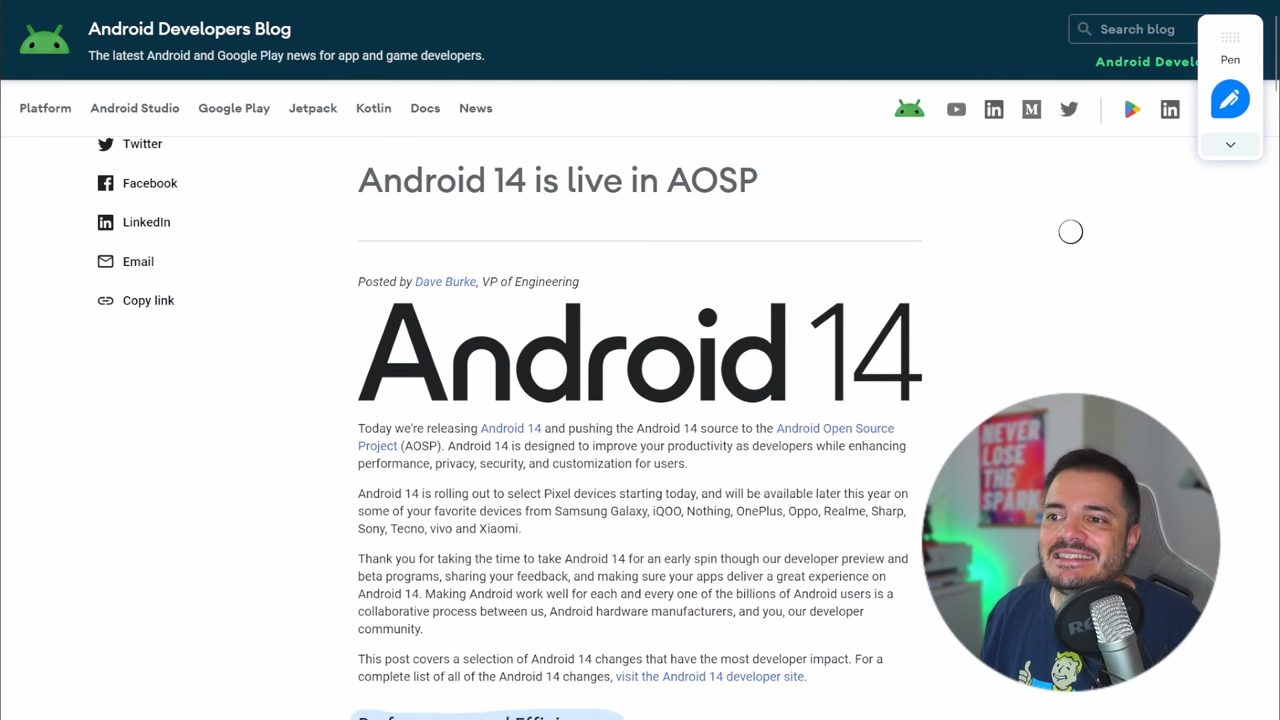 Android Developers Blog
The latest Android and Google Play news for app and game developers.
Search blog
Pen
Platform
Android Studio
Google Play
Jetpack
Kotlin
Docs
News
Twitter
Facebook
LinkedIn
Email
Copy link
Android 14 is live in AOSP
Posted by Dave Burke, VP of Engineering
Android 14
Today we're releasing Android 14 and pushing the Android 14 source to the Android Open Source
Project (AOSP). Android 14 is designed to improve your productivity as developers while enhancing
performance, privacy, security, and customization for users.
Android 14 is rolling out to select Pixel devices starting today, and will be available later this year on
some of your favorite devices from Samsung Galaxy, iQOO, Nothing, OnePlus, Oppo, Realme, Sharp,
Sony, Tecno, vivo and Xiaomi.
Thank you for taking the time to take Android 14 for an early spin though our developer preview and
beta programs, sharing your feedback, and making sure your apps deliver a great experience on
Android 14. Making Android work well for each and every one of the billions of Android users is a
collaborative process between us, Android hardware manufacturers, and you, our developer
community.
This post covers a selection of Android 14 changes that have the most developer impact. For a
complete list of all of the Android 14 changes, visit the Android 14 developer site.
NEVER
LOSE
THE
SPARK